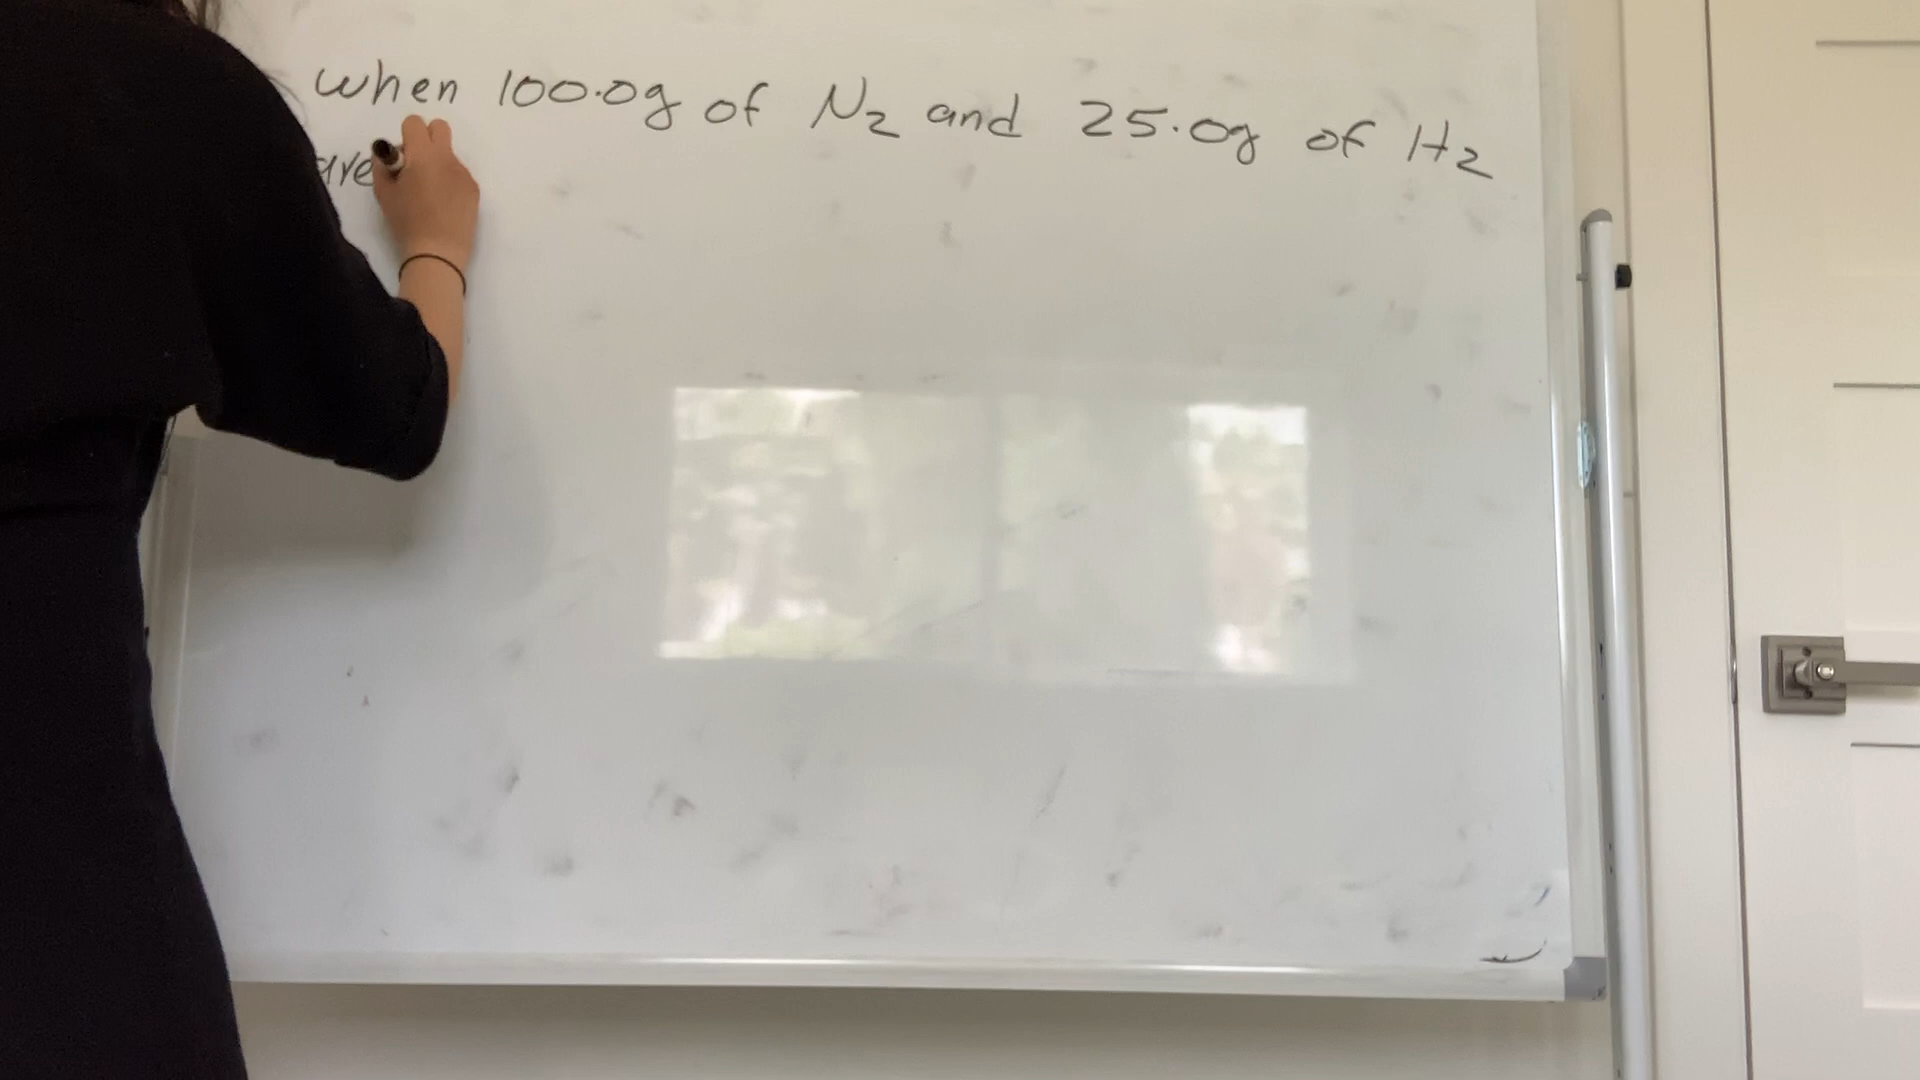 when 100.0g of N₂ and 25.0g of H₂
are